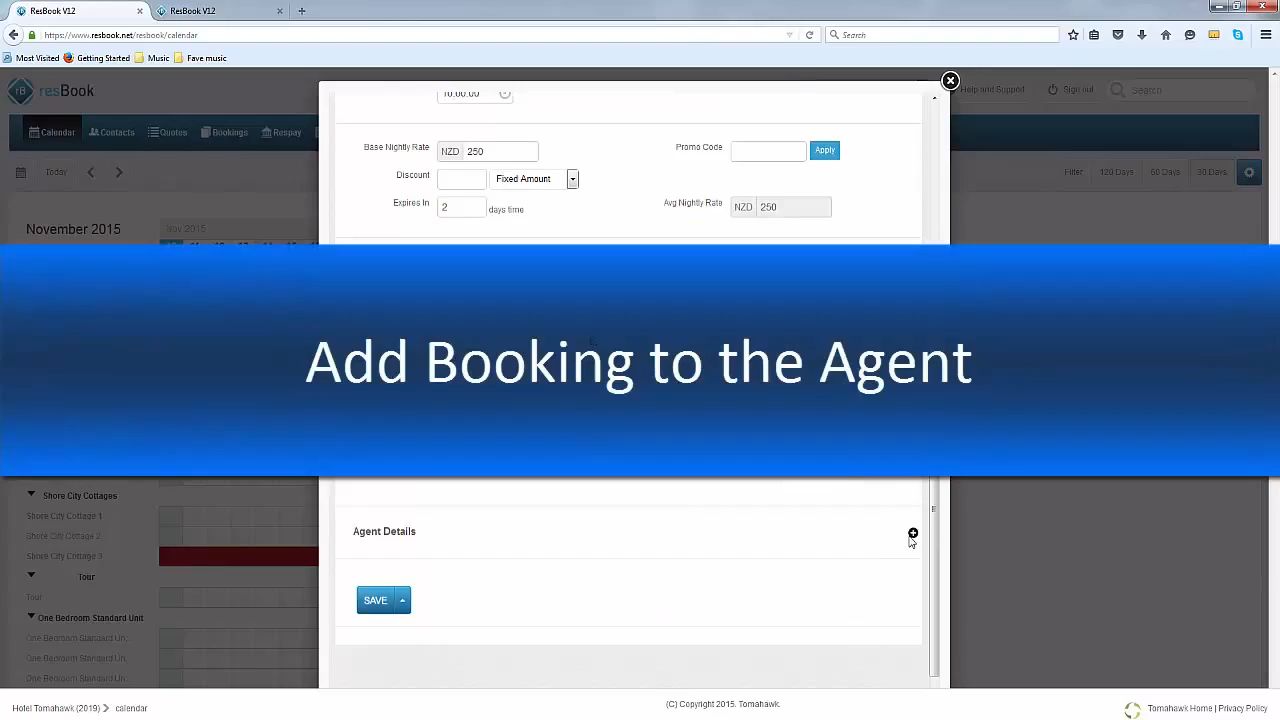 ResBook V12
ResBook V12
https://www.resbook.net/resbook/calendar
Search
Most Visited
Getting Started
Music
Fave music
rB resBook
Help and Support
Sign out
Search
Calendar
Contacts
Quotes
Bookings
Respay
10:00:00
Base Nightly Rate
NZD 250
Promo Code
Apply
Discount
Fixed Amount
Expires In
2
days time
Avg Nightly Rate
NZD 250
Today
Filter
120 Days
60 Days
30 Days
November 2015
Nov 2015
Add Booking to the Agent
Shore City Cottages
Shore City Cottage 1
Shore City Cottage 2
Shore City Cottage 3
Tour
Tour
One Bedroom Standard Unit
One Bedroom Standard Un..
One Bedroom Standard Un..
One Bedroom Standard Un..
Agent Details
SAVE
Hotel Tomahawk (2019)
calendar
(C) Copyright 2015. Tomahawk.
Tomahawk Home | Privacy Policy